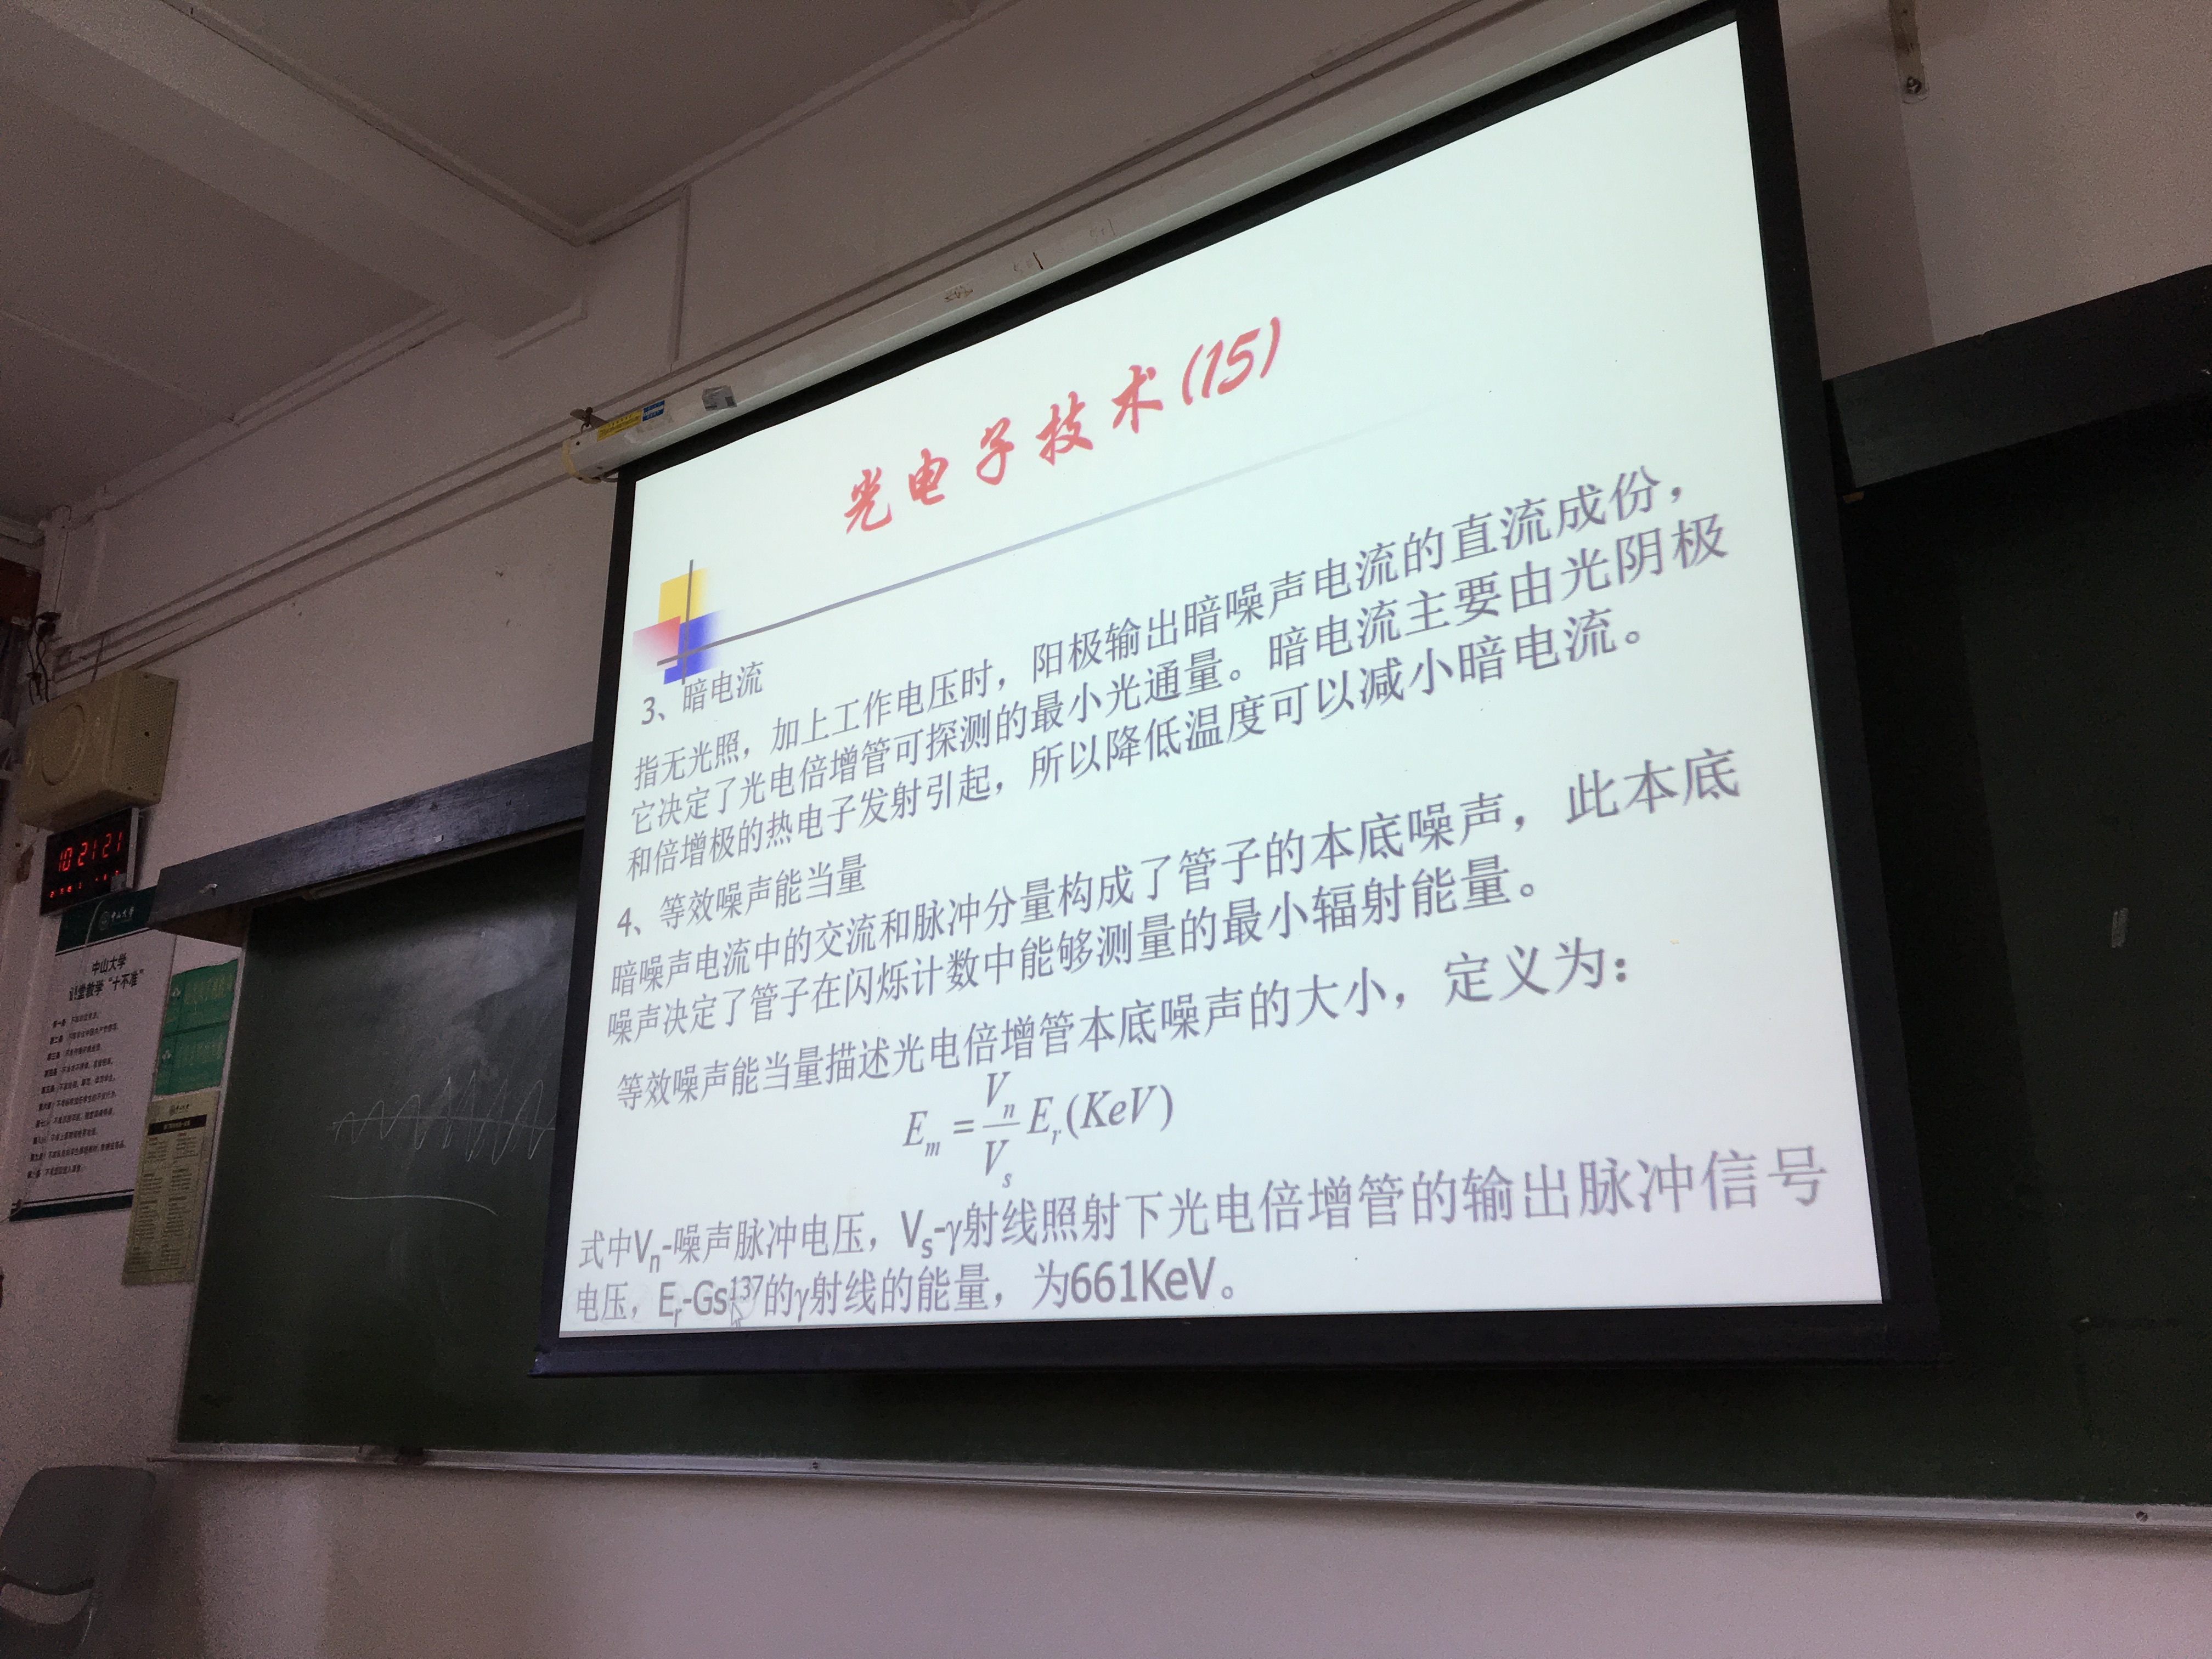 光电子技术(15)
3、暗电流
指无光照，加上工作电压时，阳极输出暗噪声电流的直流成份，
它决定了光电倍增管可探测的最小光通量。暗电流主要由光阴极
和倍增极的热电子发射引起，所以降低温度可以减小暗电流。
4、等效噪声能当量
暗噪声电流中的交流和脉冲分量构成了管子的本底噪声，此本底
噪声决定了管子在闪烁计数中能够测量的最小辐射能量。
等效噪声能当量描述光电倍增管本底噪声的大小，定义为：
E_m = V_n / V_s E_r (KeV)
式中V_n-噪声脉冲电压，V_s-γ射线照射下光电倍增管的输出脉冲信号
电压，E_r-Gs^137的γ射线的能量，为661KeV。
10 21 21
中山大学
中山大学
课堂教学“十不准”